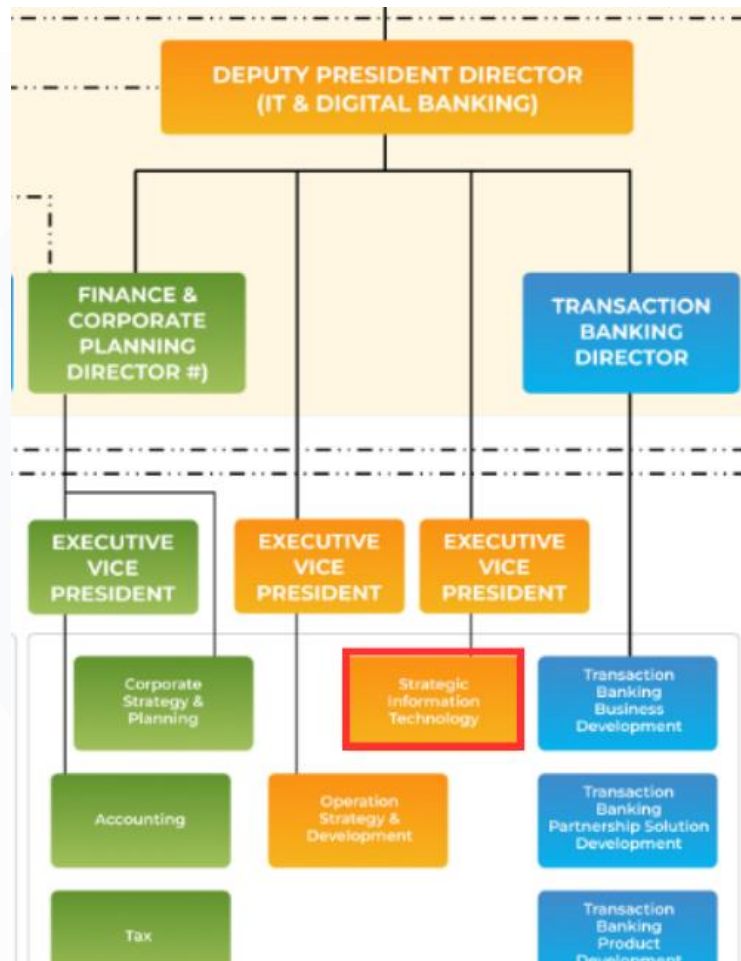 DEPUTY PRESIDENT DIRECTOR
(IT & DIGITAL BANKING)
FINANCE &
CORPORATE
PLANNING
DIRECTOR #)
TRANSACTION
BANKING
DIRECTOR
EXECUTIVE
VICE
PRESIDENT
EXECUTIVE
VICE
PRESIDENT
EXECUTIVE
VICE
PRESIDENT
Corporate
Strategy &
Planning
Strategic
Information
Technology
Transaction
Banking
Business
Development
Accounting
Operation
Strategy &
Development
Transaction
Banking
Partnership Solution
Development
Tax
Transaction
Banking
Product
Development